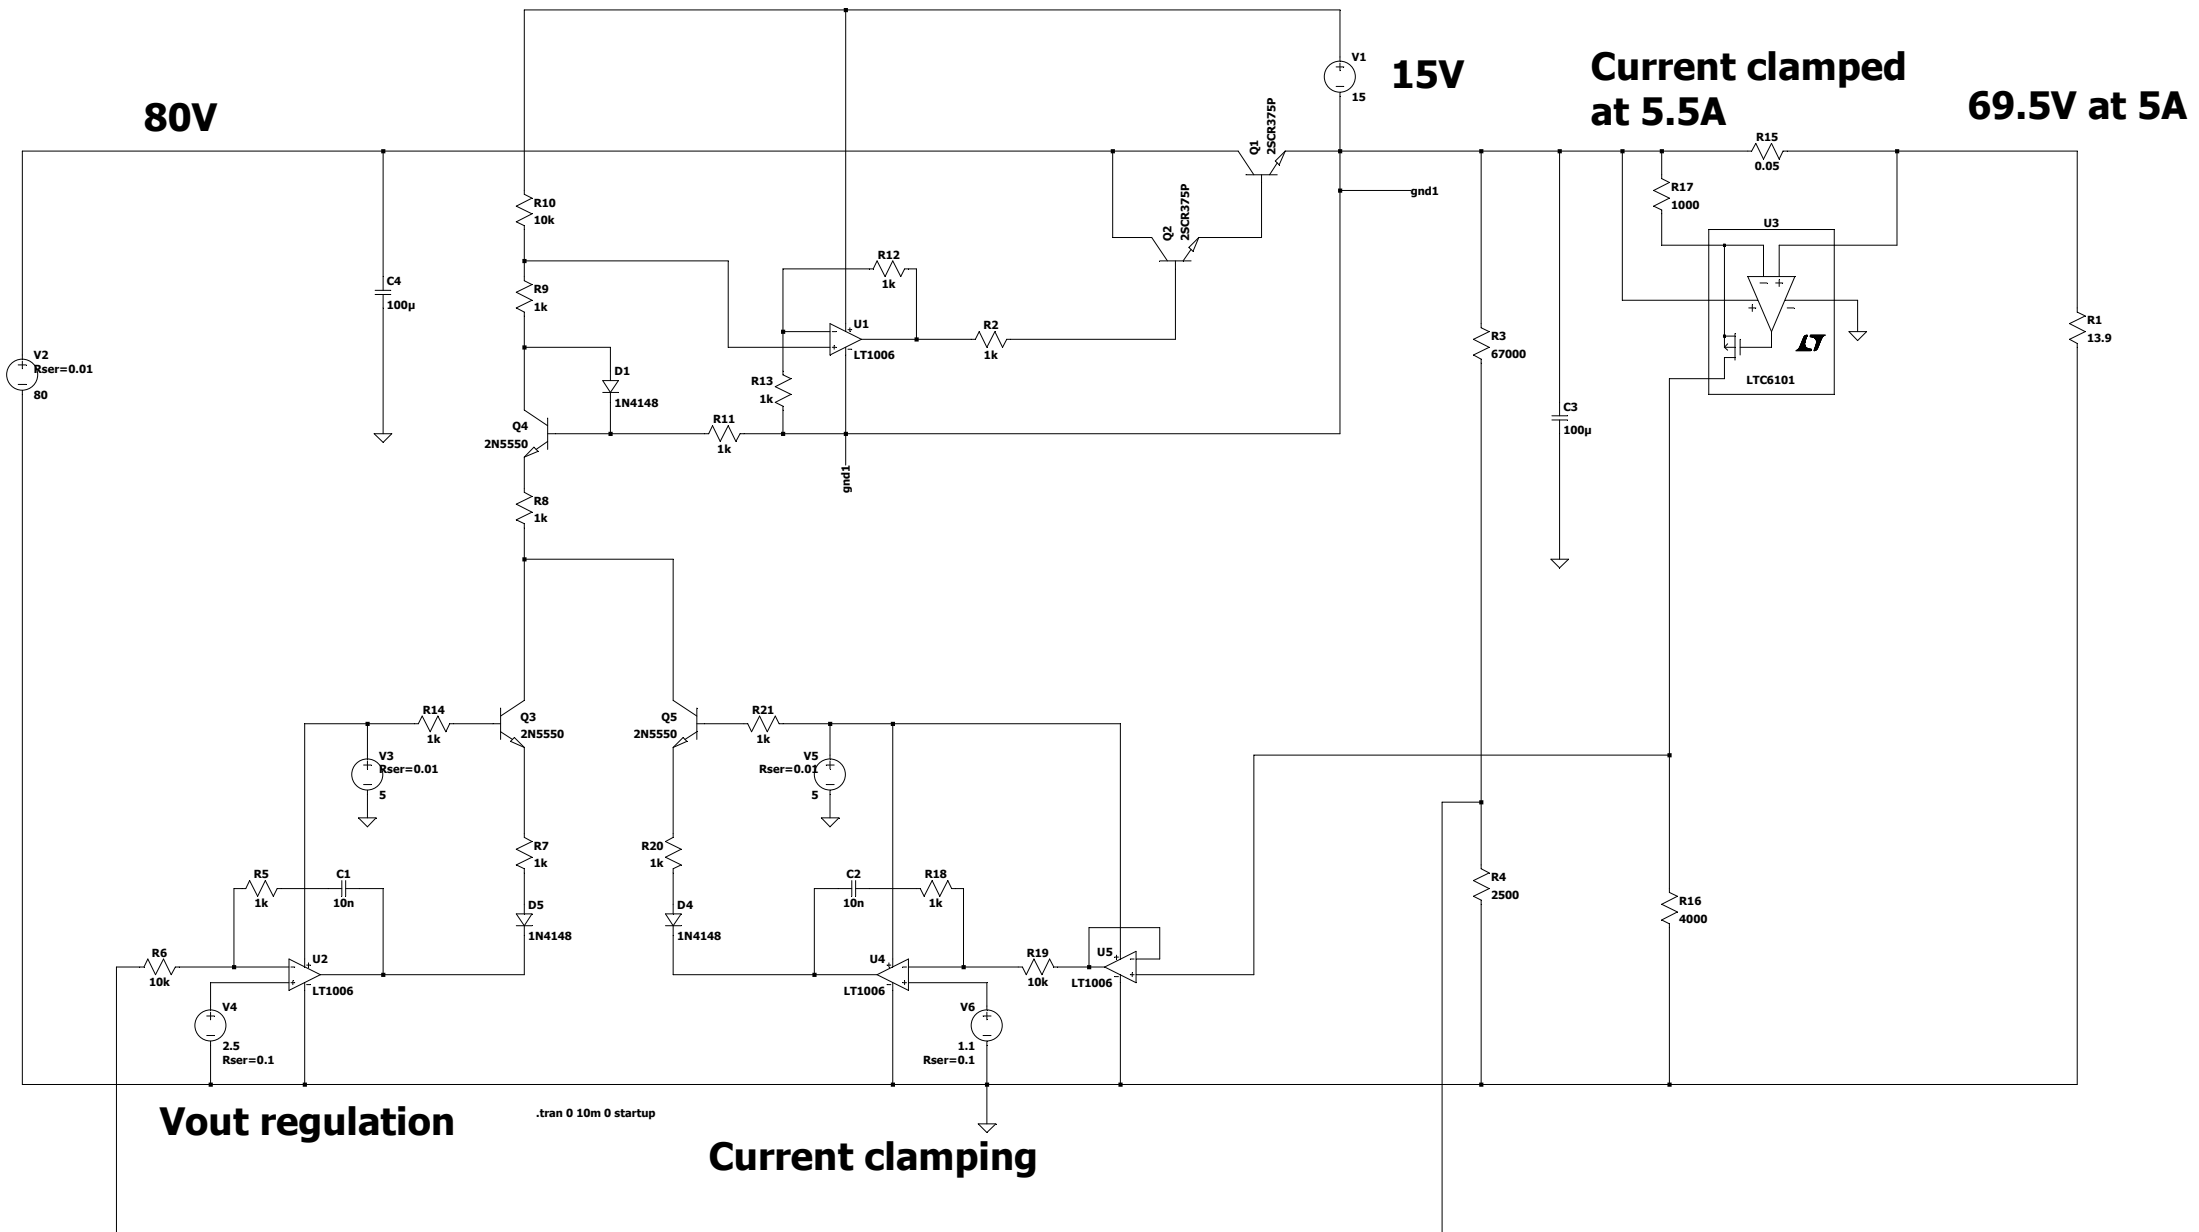 V1
15
15V
Current clamped
at 5.5A
69.5V at 5A
80V
Q1
2SCR375P
R15
0.05
R17
1000
gnd1
U3
R10
10k
Q2
2SCR375P
R12
1k
C4
100µ
R9
1k
U1
LT1006
R2
1k
R3
67000
R1
13.9
V2
Rser=0.01
80
D1
1N4148
R13
1k
LT
LTC6101
Q4
2N5550
R11
1k
C3
100µ
gnd1
R8
1k
R14
1k
Q3
2N5550
Q5
2N5550
R21
1k
V3
Rser=0.01
5
V5
Rser=0.01
5
R7
1k
R20
1k
R5
1k
C1
10n
C2
10n
R18
1k
R4
2500
R16
4000
D5
1N4148
D4
1N4148
R6
10k
U2
LT1006
U4
LT1006
R19
10k
U5
LT1006
V4
2.5
Rser=0.1
V6
1.1
Rser=0.1
Vout regulation
.tran 0 10m 0 startup
Current clamping